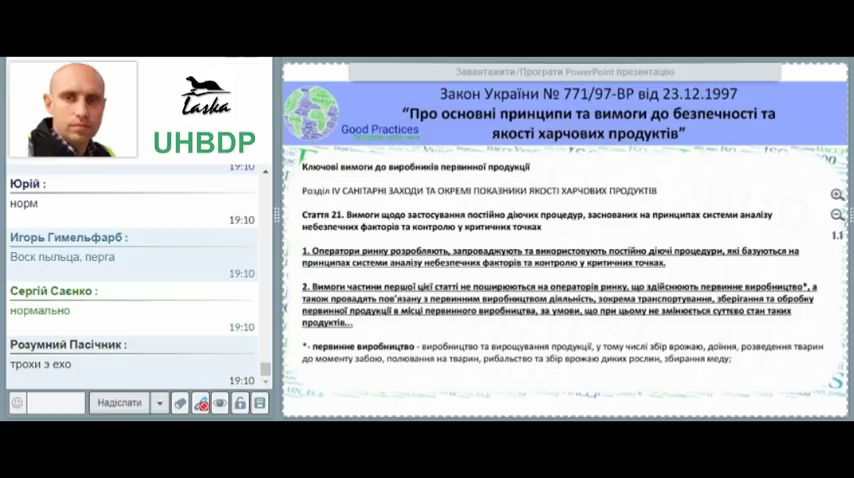 Laska
UHBDP
19:10
Юрій :
норм
19:10
Игорь Гимельфарб :
Воск пыльца, перга
19:10
Сергій Саєнко :
нормально
19:10
Розумний Пасічник :
трохи з ехо
19:10
Надіслати
Завантажити/Програти PowerPoint презентацію
Good Practices
Закон України № 771/97-ВР від 23.12.1997
“Про основні принципи та вимоги до безпечності та
якості харчових продуктів”
Ключові вимоги до виробників первинної продукції
Розділ IV САНІТАРНІ ЗАХОДИ ТА ОКРЕМІ ПОКАЗНИКИ ЯКОСТІ ХАРЧОВИХ ПРОДУКТІВ
Стаття 21. Вимоги щодо застосування постійно діючих процедур, заснованих на принципах системи аналізу
небезпечних факторів та контролю у критичних точках
1. Оператори ринку розробляють, запроваджують та використовують постійно діючі процедури, які базуються на
принципах системи аналізу небезпечних факторів та контролю у критичних точках.
2. Вимоги частини першої цієї статті не поширюються на операторів ринку, що здійснюють первинне виробництво*, а
також провадять пов’язану з первинним виробництвом діяльність, зокрема транспортування, зберігання та обробку
первинної продукції в місці первинного виробництва, за умови, що при цьому не змінюється суттєво стан таких
продуктів...
*- первинне виробництво - виробництво та вирощування продукції, у тому числі збір врожаю, доїння, розведення тварин
до моменту забою, полювання на тварин, рибальство та збір врожаю диких рослин, збирання меду;
1.1